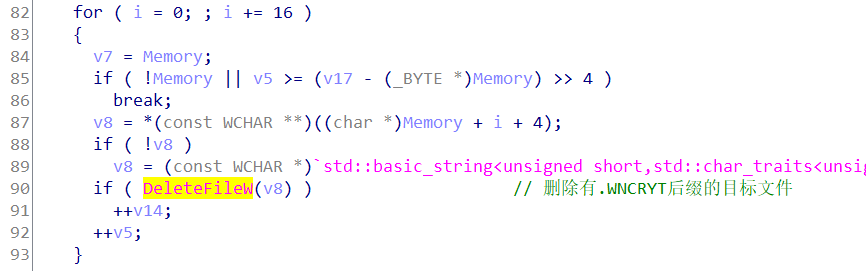 82 for ( i = 0; ; i += 16 )
83 {
84 v7 = Memory;
85 if ( !Memory || v5 >= (v17 - (_BYTE *)Memory) >> 4 )
86 break;
87 v8 = *(const WCHAR **)((char *)Memory + i + 4);
88 if ( !v8 )
89 v8 = (const WCHAR *)`std::basic_string<unsigned short,std::char_traits<unsig
90 if ( DeleteFileW(v8) ) // 删除有.WNCRYT后缀的目标文件
91 ++v14;
92 ++v5;
93 }